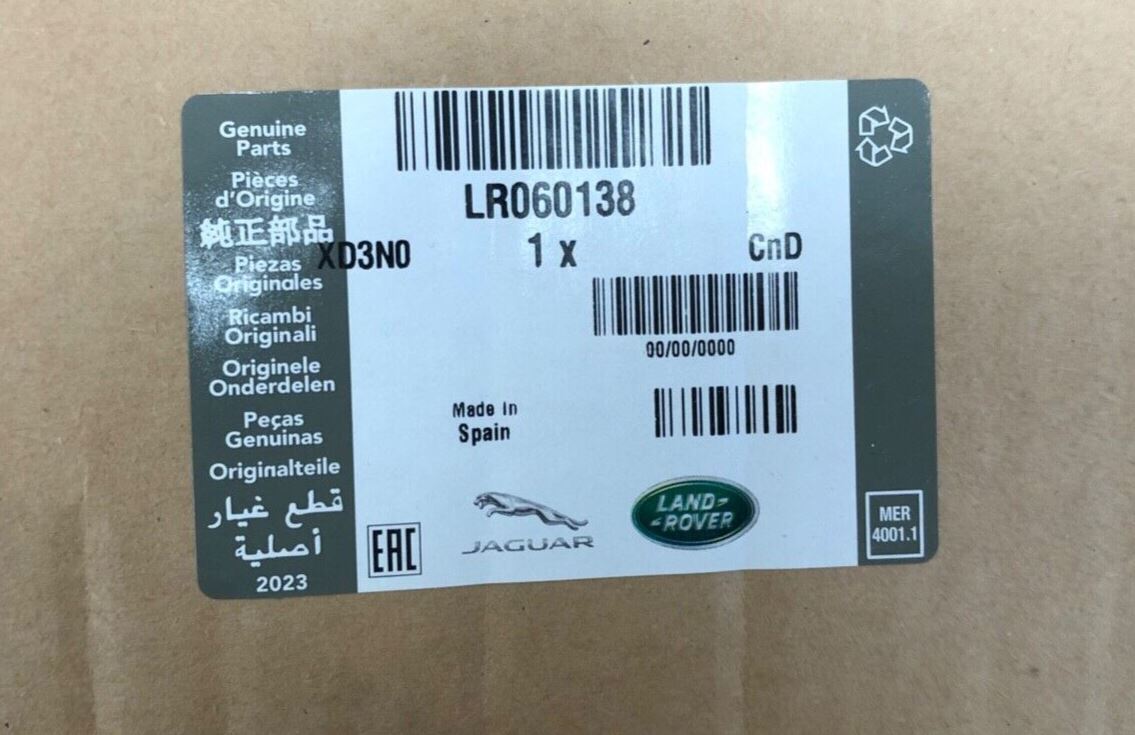 Genuine
Parts
Pièces
d'Origine
純正部品
Piezas
Originales
Ricambi
Originali
Originele
Onderdelen
Peças
Genuinas
Originalteile
قطع غيار
أصلية
2023
LR060138
XD3N0 1 x CnD
00/00/0000
Made in
Spain
EAC
JAGUAR
LAND-
-ROVER
MER
4001.1